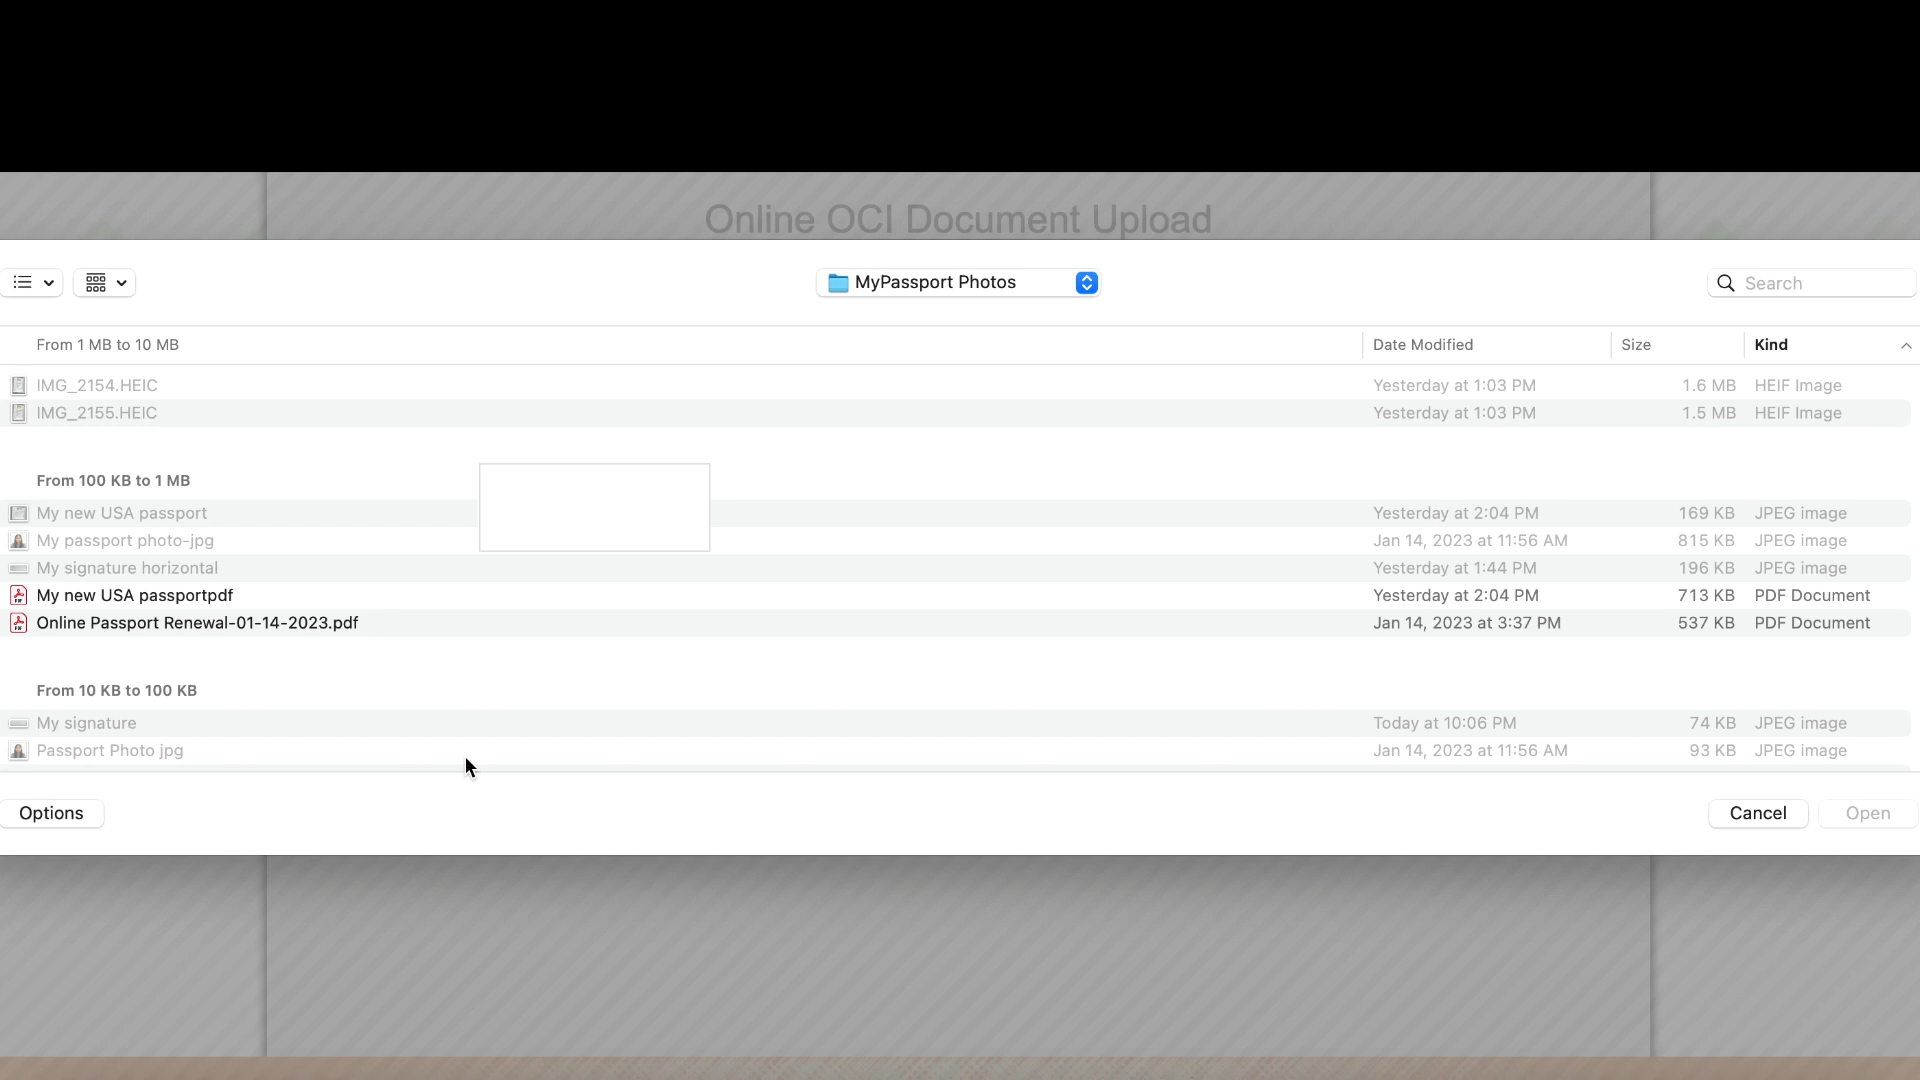 Online OCI Document Upload
MyPassport Photos
Search
From 1 MB to 10 MB Date Modified Size Kind
IMG_2154.HEIC Yesterday at 1:03 PM 1.6 MB HEIF Image
IMG_2155.HEIC Yesterday at 1:03 PM 1.5 MB HEIF Image
From 100 KB to 1 MB
My new USA passport Yesterday at 2:04 PM 169 KB JPEG image
My passport photo-jpg Jan 14, 2023 at 11:56 AM 815 KB JPEG image
My signature horizontal Yesterday at 1:44 PM 196 KB JPEG image
My new USA passportpdf Yesterday at 2:04 PM 713 KB PDF Document
Online Passport Renewal-01-14-2023.pdf Jan 14, 2023 at 3:37 PM 537 KB PDF Document
From 10 KB to 100 KB
My signature Today at 10:06 PM 74 KB JPEG image
Passport Photo jpg Jan 14, 2023 at 11:56 AM 93 KB JPEG image
Options Cancel Open